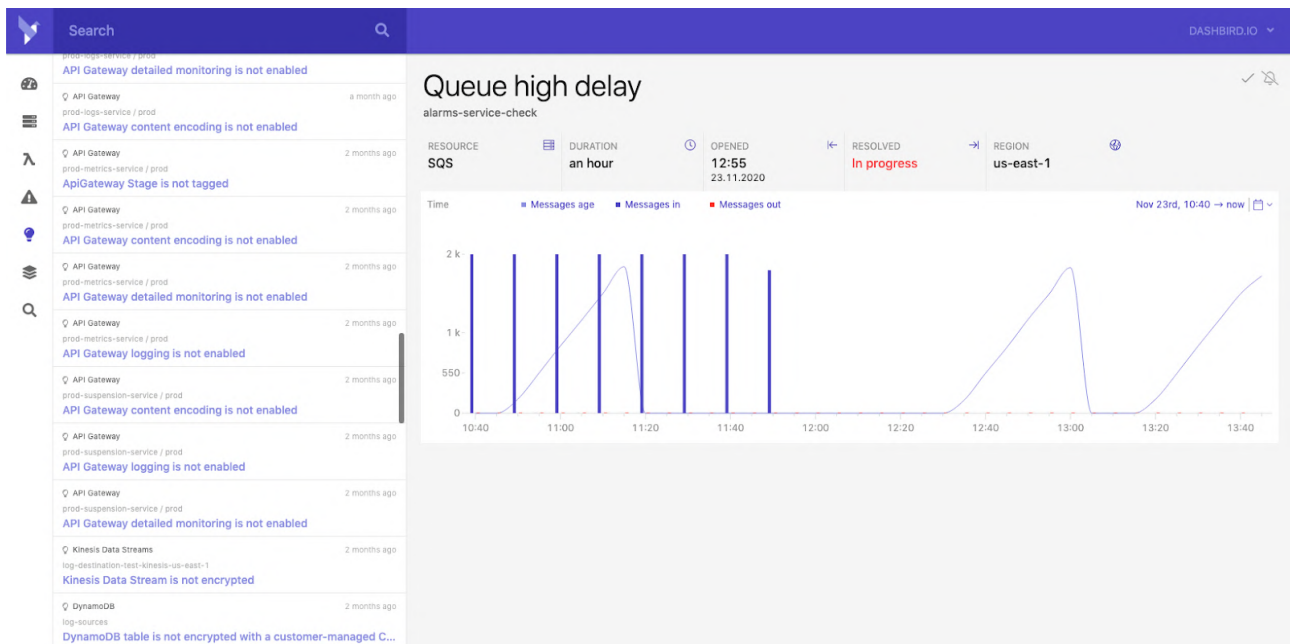 Search
DASHBIRD.IO
prod-logs-service / prod
API Gateway detailed monitoring is not enabled
API Gateway
a month ago
prod-logs-service / prod
API Gateway content encoding is not enabled
API Gateway
2 months ago
prod-metrics-service / prod
ApiGateway Stage is not tagged
API Gateway
2 months ago
prod-metrics-service / prod
API Gateway content encoding is not enabled
API Gateway
2 months ago
prod-metrics-service / prod
API Gateway detailed monitoring is not enabled
API Gateway
2 months ago
prod-metrics-service / prod
API Gateway logging is not enabled
API Gateway
2 months ago
prod-suspension-service / prod
API Gateway content encoding is not enabled
API Gateway
2 months ago
prod-suspension-service / prod
API Gateway logging is not enabled
API Gateway
2 months ago
prod-suspension-service / prod
API Gateway detailed monitoring is not enabled
Kinesis Data Streams
2 months ago
log-destination-test-kinesis-us-east-1
Kinesis Data Stream is not encrypted
DynamoDB
2 months ago
log-sources
DynamoDB table is not encrypted with a customer-managed C...
Queue high delay
alarms-service-check
RESOURCE
SQS
DURATION
an hour
OPENED
12:55
23.11.2020
RESOLVED
In progress
REGION
us-east-1
Time
Messages age
Messages in
Messages out
Nov 23rd, 10:40 → now
2 k
1 k
550
0
10:40 11:00 11:20 11:40 12:00 12:20 12:40 13:00 13:20 13:40